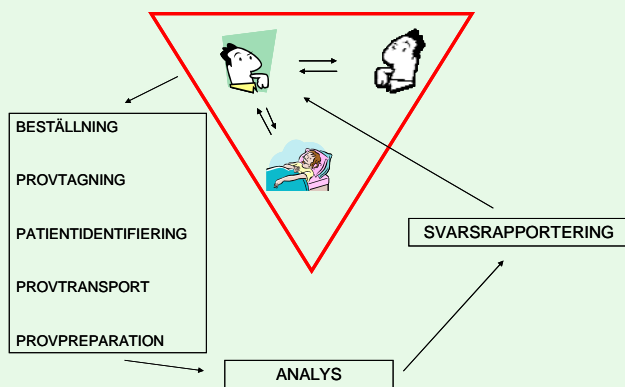 BESTÄLLNING
PROVTAGNING
PATIENTIDENTIFIERING
PROVTRANSPORT
PROVPREPARATION
ANALYS
SVARSRAPPORTERING